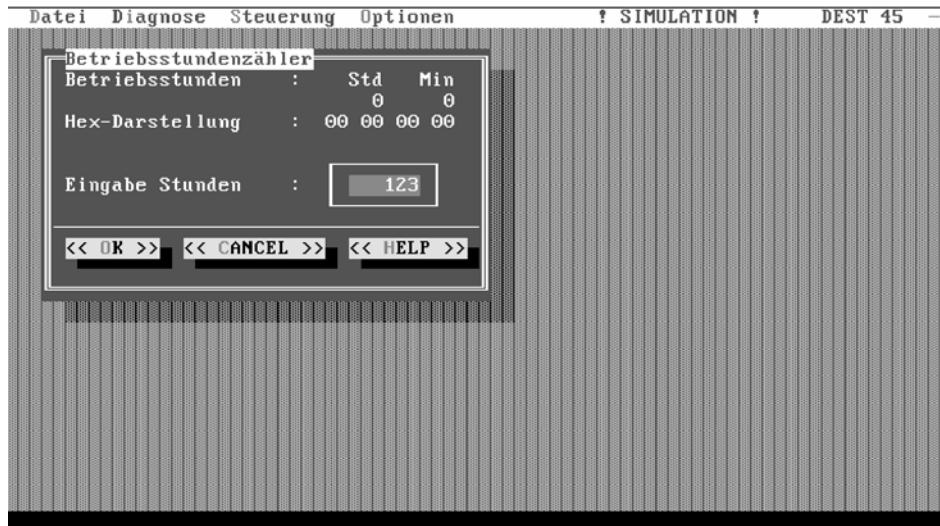 Datei Diagnose Steuerung Optionen ! SIMULATION ! DEST 45
Betriebsstundenzähler
Betriebsstunden : Std Min
0 0
Hex-Darstellung : 00 00 00 00
Eingabe Stunden : 123
<< OK >> << CANCEL >> << HELP >>